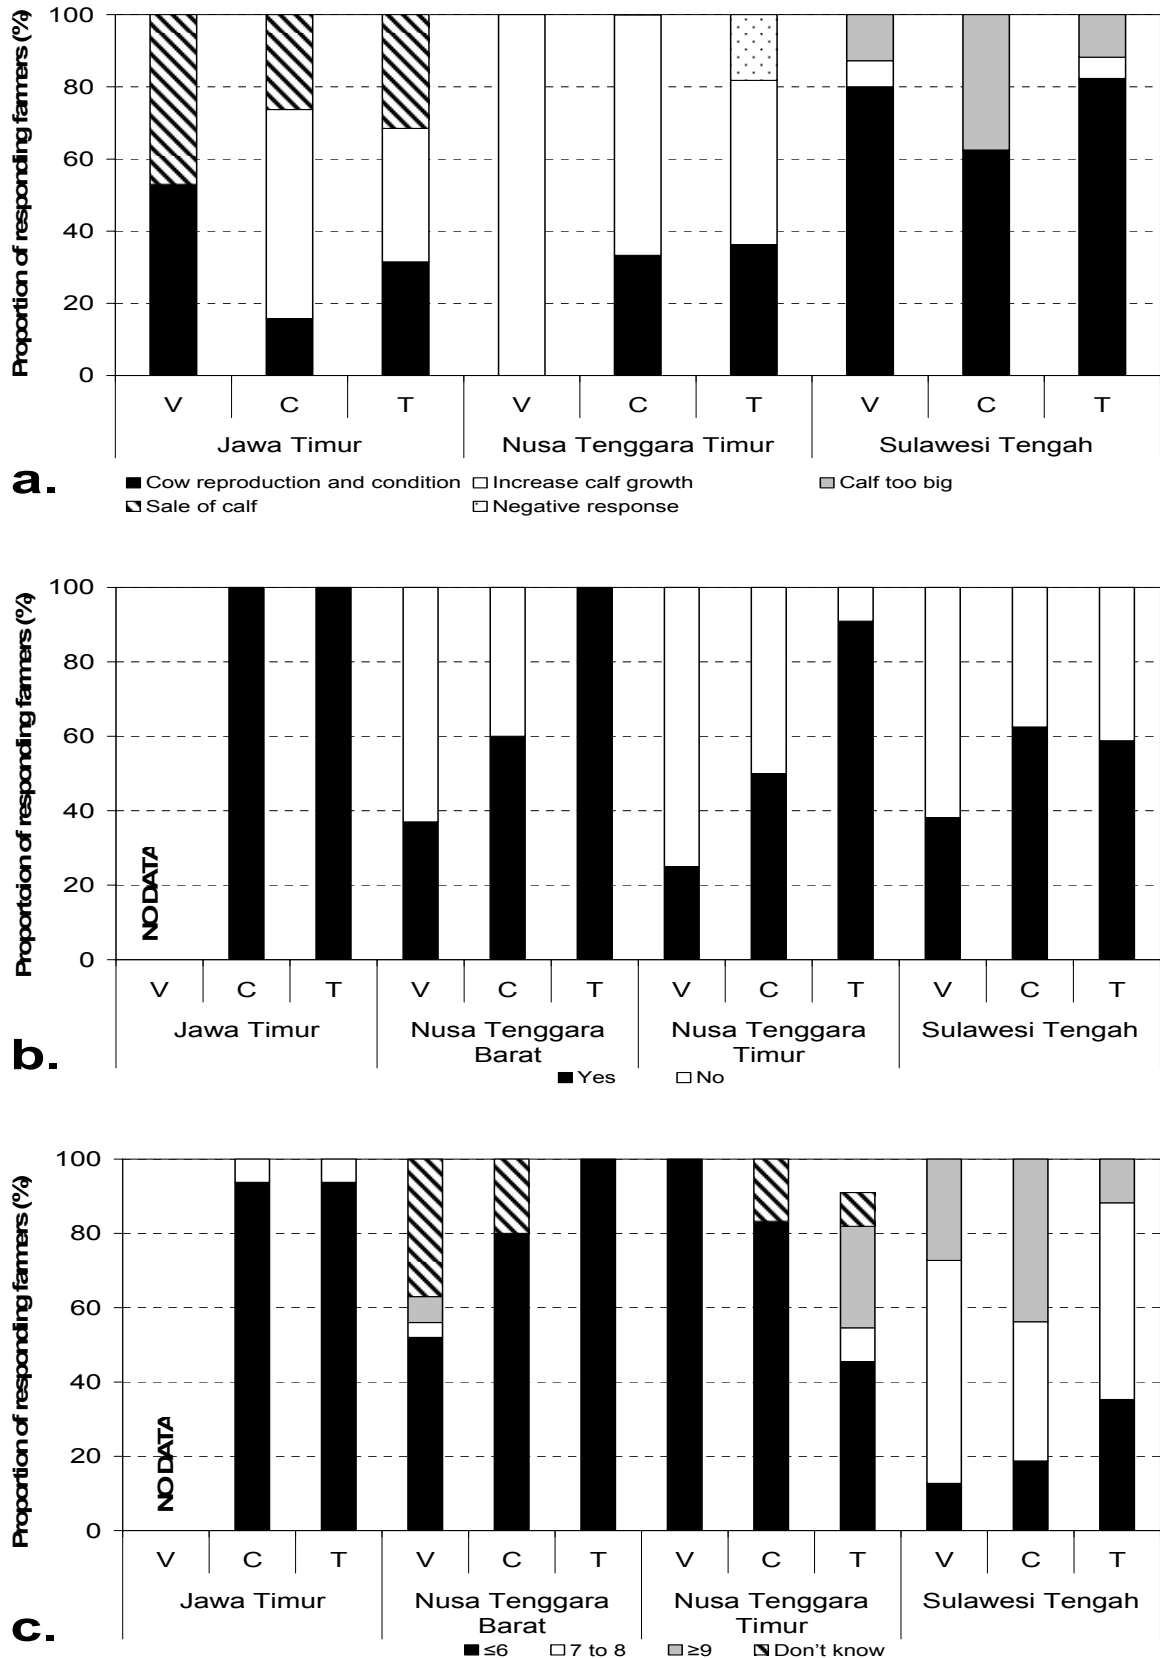 Proportion of responding farmers (%)
100
80
60
40
20
0
V C T V C T V C T
Jawa Timur Nusa Tenggara Timur Sulawesi Tengah
a.
Cow reproduction and condition Increase calf growth Calf too big
Sale of calf Negative response
Proportion of responding farmers (%)
100
80
60
40
20
0
NO DATA
V C T V C T V C T V C T
Jawa Timur Nusa Tenggara Nusa Tenggara Sulawesi Tengah
Barat Timur
b.
Yes No
Proportion of responding farmers (%)
100
80
60
40
20
0
NO DATA
V C T V C T V C T V C T
Jawa Timur Nusa Tenggara Nusa Tenggara Sulawesi Tengah
Barat Timur
c.
≤6 7 to 8 ≥9 Don't know